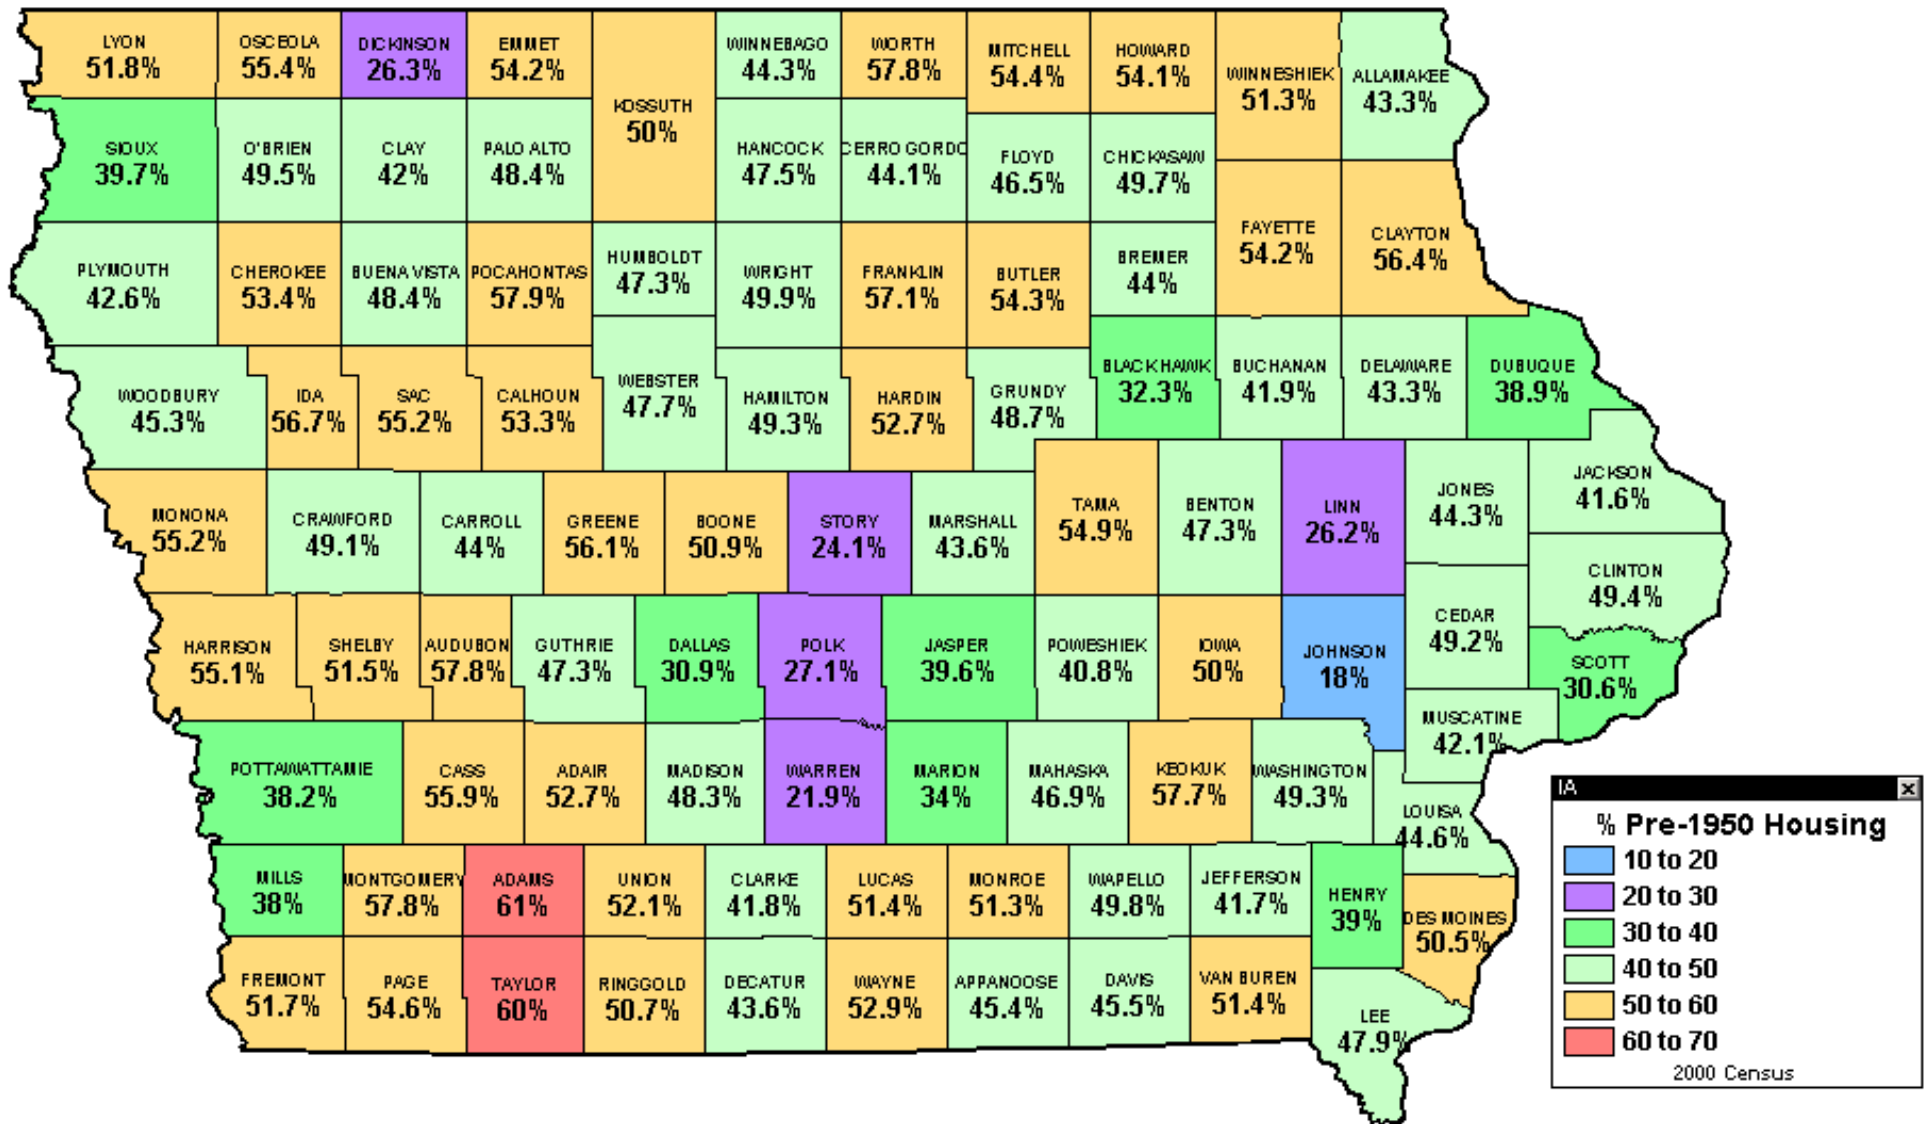 LYON
51.8%
OSCEOLA
55.4%
DICKINSON
26.3%
EMMET
54.2%
KOSSUTH
50%
WINNEBAGO
44.3%
WORTH
57.8%
MITCHELL
54.4%
HOWARD
54.1%
WINNESHIEK
51.3%
ALLAMAKEE
43.3%
SIOUX
39.7%
O'BRIEN
49.5%
CLAY
42%
PALO ALTO
48.4%
HANCOCK
47.5%
CERRO GORDO
44.1%
FLOYD
46.5%
CHICKASAW
49.7%
FAYETTE
54.2%
CLAYTON
56.4%
PLYMOUTH
42.6%
CHEROKEE
53.4%
BUENA VISTA
48.4%
POCAHONTAS
57.9%
HUMBOLDT
47.3%
WRIGHT
49.9%
FRANKLIN
57.1%
BUTLER
54.3%
BREMER
44%
WOODBURY
45.3%
IDA
56.7%
SAC
55.2%
CALHOUN
53.3%
WEBSTER
47.7%
HAMILTON
49.3%
HARDIN
52.7%
GRUNDY
48.7%
BLACK HAWK
32.3%
BUCHANAN
41.9%
DELAWARE
43.3%
DUBUQUE
38.9%
MONONA
55.2%
CRAWFORD
49.1%
CARROLL
44%
GREENE
56.1%
BOONE
50.9%
STORY
24.1%
MARSHALL
43.6%
TAMA
54.9%
BENTON
47.3%
LINN
26.2%
JONES
44.3%
JACKSON
41.6%
CLINTON
49.4%
HARRISON
55.1%
SHELBY
51.5%
AUDUBON
57.8%
GUTHRIE
47.3%
DALLAS
30.9%
POLK
27.1%
JASPER
39.6%
POWESHIEK
40.8%
IOWA
50%
JOHNSON
18%
CEDAR
49.2%
SCOTT
30.6%
MUSCATINE
42.1%
POTTAWATTAMIE
38.2%
CASS
55.9%
ADAIR
52.7%
MADISON
48.3%
WARREN
21.9%
MARION
34%
MAHASKA
46.9%
KEOKUK
57.7%
WASHINGTON
49.3%
LOUISA
44.6%
MILLS
38%
MONTGOMERY
57.8%
ADAMS
61%
UNION
52.1%
CLARKE
41.8%
LUCAS
51.4%
MONROE
51.3%
WAPELLO
49.8%
JEFFERSON
41.7%
HENRY
39%
DES MOINES
50.5%
FREMONT
51.7%
PAGE
54.6%
TAYLOR
60%
RINGGOLD
50.7%
DECATUR
43.6%
WAYNE
52.9%
APPANOOSE
45.4%
DAVIS
45.5%
VAN BUREN
51.4%
LEE
47.9%
IA
% Pre-1950 Housing
10 to 20
20 to 30
30 to 40
40 to 50
50 to 60
60 to 70
2000 Census